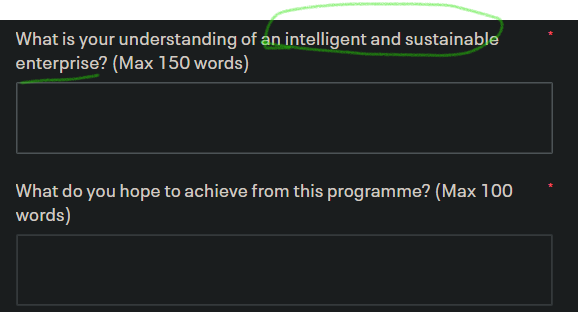 What is your understanding of an intelligent and sustainable *
enterprise? (Max 150 words)
What do you hope to achieve from this programme? (Max 100 *
words)